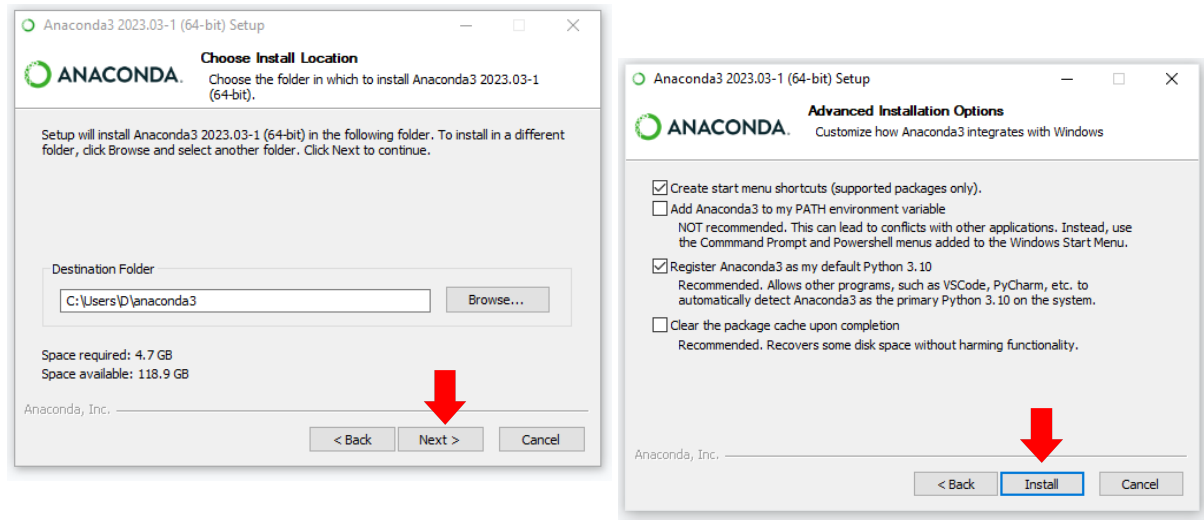 Anaconda3 2023.03-1 (64-bit) Setup
ANACONDA.
Choose Install Location
Choose the folder in which to install Anaconda3 2023.03-1
(64-bit).
Setup will install Anaconda3 2023.03-1 (64-bit) in the following folder. To install in a different
folder, click Browse and select another folder. Click Next to continue.
Destination Folder
C:\Users\D\anaconda3
Browse...
Space required: 4.7 GB
Space available: 118.9 GB
Anaconda, Inc.
< Back
Next >
Cancel
Anaconda3 2023.03-1 (64-bit) Setup
ANACONDA.
Advanced Installation Options
Customize how Anaconda3 integrates with Windows
Create start menu shortcuts (supported packages only).
Add Anaconda3 to my PATH environment variable
NOT recommended. This can lead to conflicts with other applications. Instead, use
the Commmand Prompt and Powershell menus added to the Windows Start Menu.
Register Anaconda3 as my default Python 3.10
Recommended. Allows other programs, such as VSCode, PyCharm, etc. to
automatically detect Anaconda3 as the primary Python 3.10 on the system.
Clear the package cache upon completion
Recommended. Recovers some disk space without harming functionality.
Anaconda, Inc.
< Back
Install
Cancel